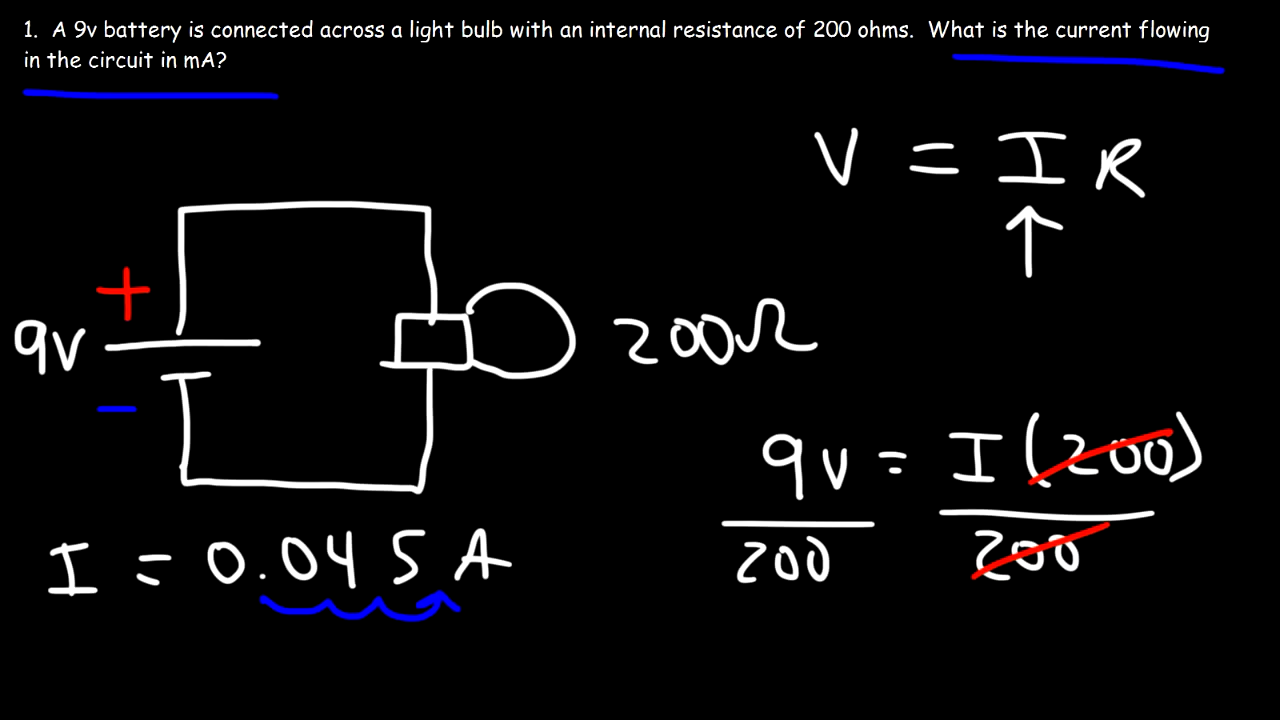 1. A 9v battery is connected across a light bulb with an internal resistance of 200 ohms. What is the current flowing
in the circuit in mA?
V = I R
+
9V
200Ω
−
9V = I (200)
200 200
I = 0.045 A